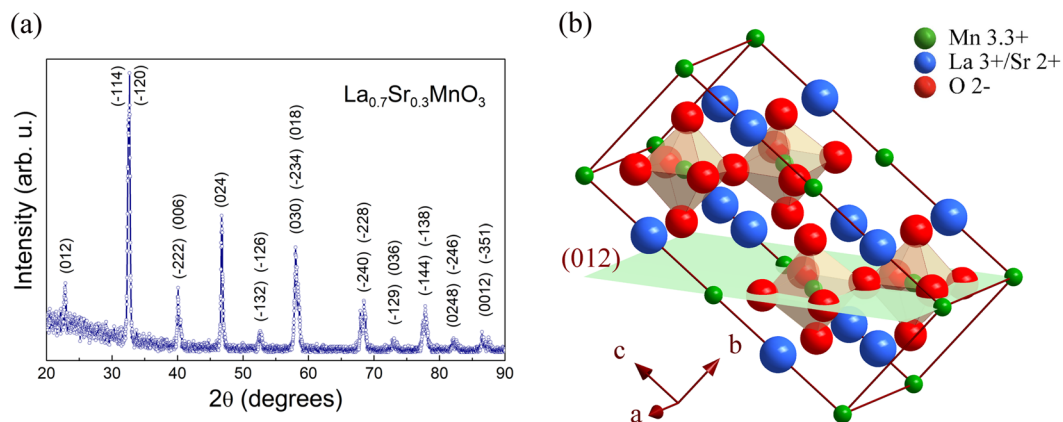 (a)
(b)
Intensity (arb. u.)
La0.7Sr0.3MnO3
(012)
(-114)
(-120)
(-222) (006)
(024)
(-132) (-126)
(030) (-234) (018)
(-240) (-228)
(-129) (036)
(-144) (-138)
(0248) (-246)
(0012) (-351)
20 30 40 50 60 70 80 90
2θ (degrees)
Mn 3.3+
La 3+/Sr 2+
O 2-
(012)
c
b
a